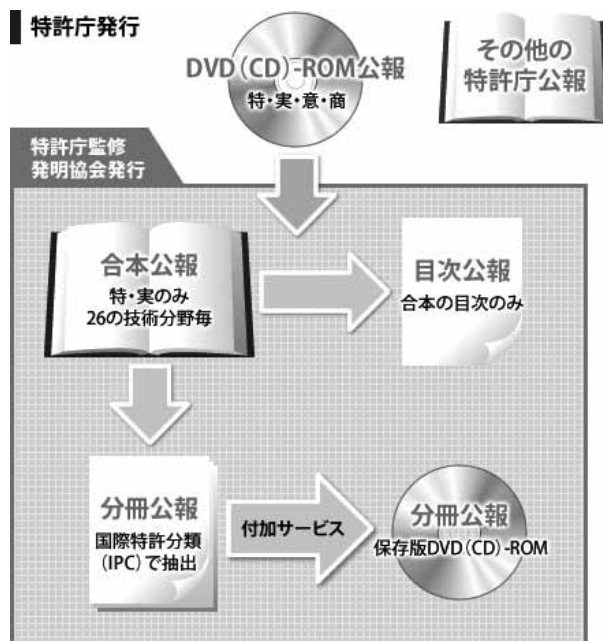 特許庁発行
DVD(CD)-ROM公報
特・実・意・商
その他の
特許庁公報
特許庁監修
発明協会発行
合本公報
特・実のみ
26の技術分野毎
目次公報
合本の目次のみ
分冊公報
国際特許分類
(IPC)で抽出
付加サービス
分冊公報
保存版DVD(CD)-ROM